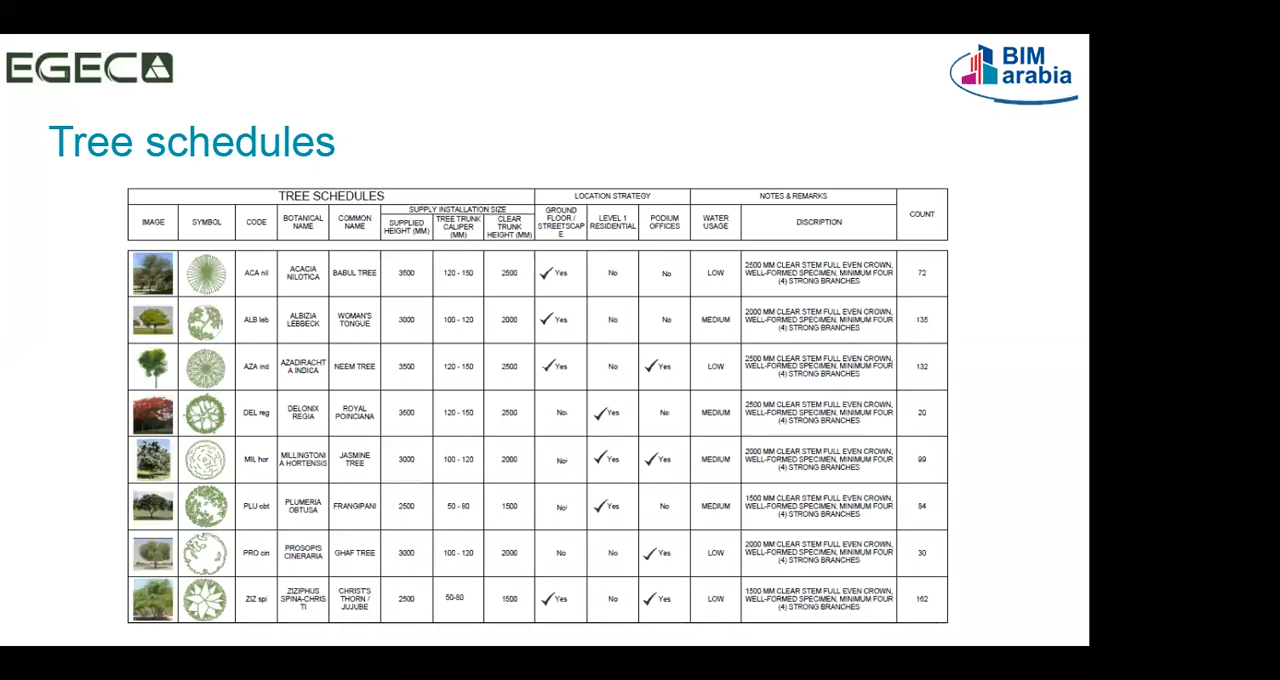 EGECA
BIM
arabia
Tree schedules
TREE SCHEDULES LOCATION STRATEGY NOTES & REMARKS
IMAGE SYMBOL CODE BOTANICAL NAME COMMON NAME SUPPLY INSTALLATION SIZE SUPPLIED HEIGHT (MM) TREE TRUNK CALIPER (MM) CLEAR TRUNK HEIGHT (MM) GROUND FLOOR / STREETSCAP E LEVEL 1 RESIDENTIAL PODIUM OFFICES WATER USAGE DISCRIPTION COUNT
ACA nil ACACIA NILOTICA BABUL TREE 3500 120 - 150 2500 Yes No No LOW 2500 MM CLEAR STEM FULL EVEN CROWN, WELL-FORMED SPECIMEN, MINIMUM FOUR (4) STRONG BRANCHES 72
ALB leb ALBIZIA LEBBECK WOMAN'S TONGUE 3000 100 - 120 2000 Yes No No MEDIUM 2000 MM CLEAR STEM FULL EVEN CROWN, WELL-FORMED SPECIMEN, MINIMUM FOUR (4) STRONG BRANCHES 135
AZA ind AZADIRACHT A INDICA NEEM TREE 3500 120 - 150 2500 Yes No Yes LOW 2500 MM CLEAR STEM FULL EVEN CROWN, WELL-FORMED SPECIMEN, MINIMUM FOUR (4) STRONG BRANCHES 132
DEL reg DELONIX REGIA ROYAL POINCIANA 3500 120 - 150 2500 No Yes No MEDIUM 2500 MM CLEAR STEM FULL EVEN CROWN, WELL-FORMED SPECIMEN, MINIMUM FOUR (4) STRONG BRANCHES 20
MIL hor MILLINGTONI A HORTENSIS JASMINE TREE 3000 100 - 120 2000 No Yes Yes MEDIUM 2000 MM CLEAR STEM FULL EVEN CROWN, WELL-FORMED SPECIMEN, MINIMUM FOUR (4) STRONG BRANCHES 99
PLU obt PLUMERIA OBTUSA FRANGIPANI 2500 50 - 80 1500 No Yes No MEDIUM 1500 MM CLEAR STEM FULL EVEN CROWN, WELL-FORMED SPECIMEN, MINIMUM FOUR (4) STRONG BRANCHES 84
PRO cin PROSOPIS CINERARIA GHAF TREE 3000 100 - 120 2000 No No Yes LOW 2000 MM CLEAR STEM FULL EVEN CROWN, WELL-FORMED SPECIMEN, MINIMUM FOUR (4) STRONG BRANCHES 30
ZIZ spi ZIZIPHUS SPINA-CHRIS TI CHRIST'S THORN / JUJUBE 2500 50-80 1500 Yes No Yes LOW 1500 MM CLEAR STEM FULL EVEN CROWN, WELL-FORMED SPECIMEN, MINIMUM FOUR (4) STRONG BRANCHES 162